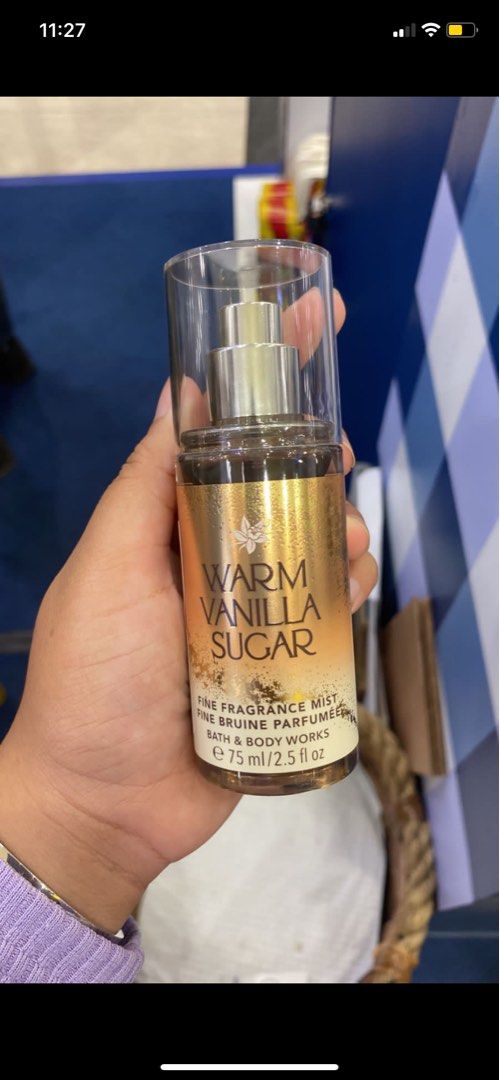 11:27
WARM
VANILLA
SUGAR
FINE FRAGRANCE MIST
FINE BRUINE PARFUMÉE
BATH & BODY WORKS
℮ 75 ml/2.5 fl oz